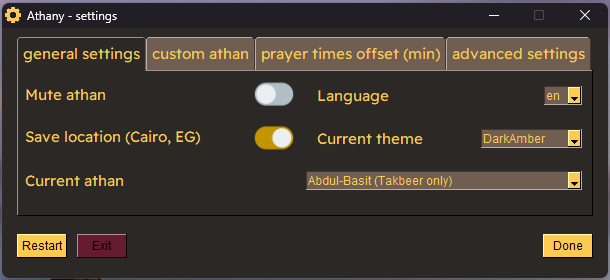 Athany - settings
general settings custom athan prayer times offset (min) advanced settings
Mute athan Language en
Save location (Cairo, EG) Current theme DarkAmber
Current athan Abdul-Basit (Takbeer only)
Restart Exit Done